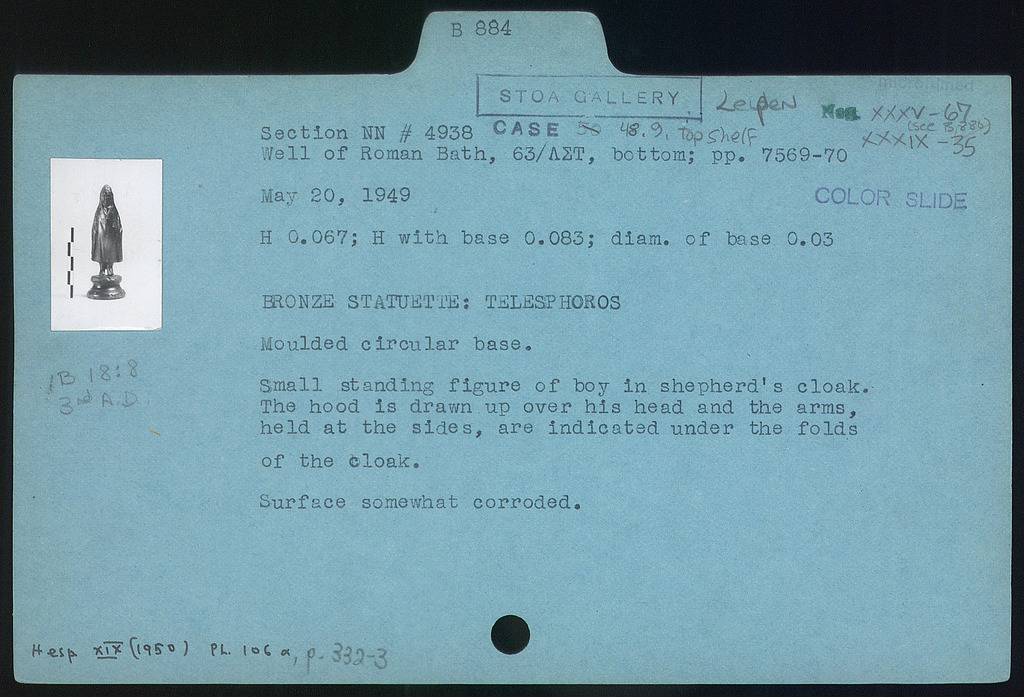 B 884
microfilmed
STOA GALLERY
Neg. XXXV-67
(see B 886)
Section NN # 4938 CASE 50 48.9, Top Shelf
XXXIX-35
Well of Roman Bath, 63/ΛΣΤ, bottom; pp. 7569-70
May 20, 1949
COLOR SLIDE
H 0.067; H with base 0.083; diam. of base 0.03
BRONZE STATUETTE: TELESPHOROS
Moulded circular base.
1B 18:8
3rd A.D.
Small standing figure of boy in shepherd's cloak.
The hood is drawn up over his head and the arms,
held at the sides, are indicated under the folds
of the cloak.
Surface somewhat corroded.
Hesp XIX (1950) PL. 106 a, p. 332-3